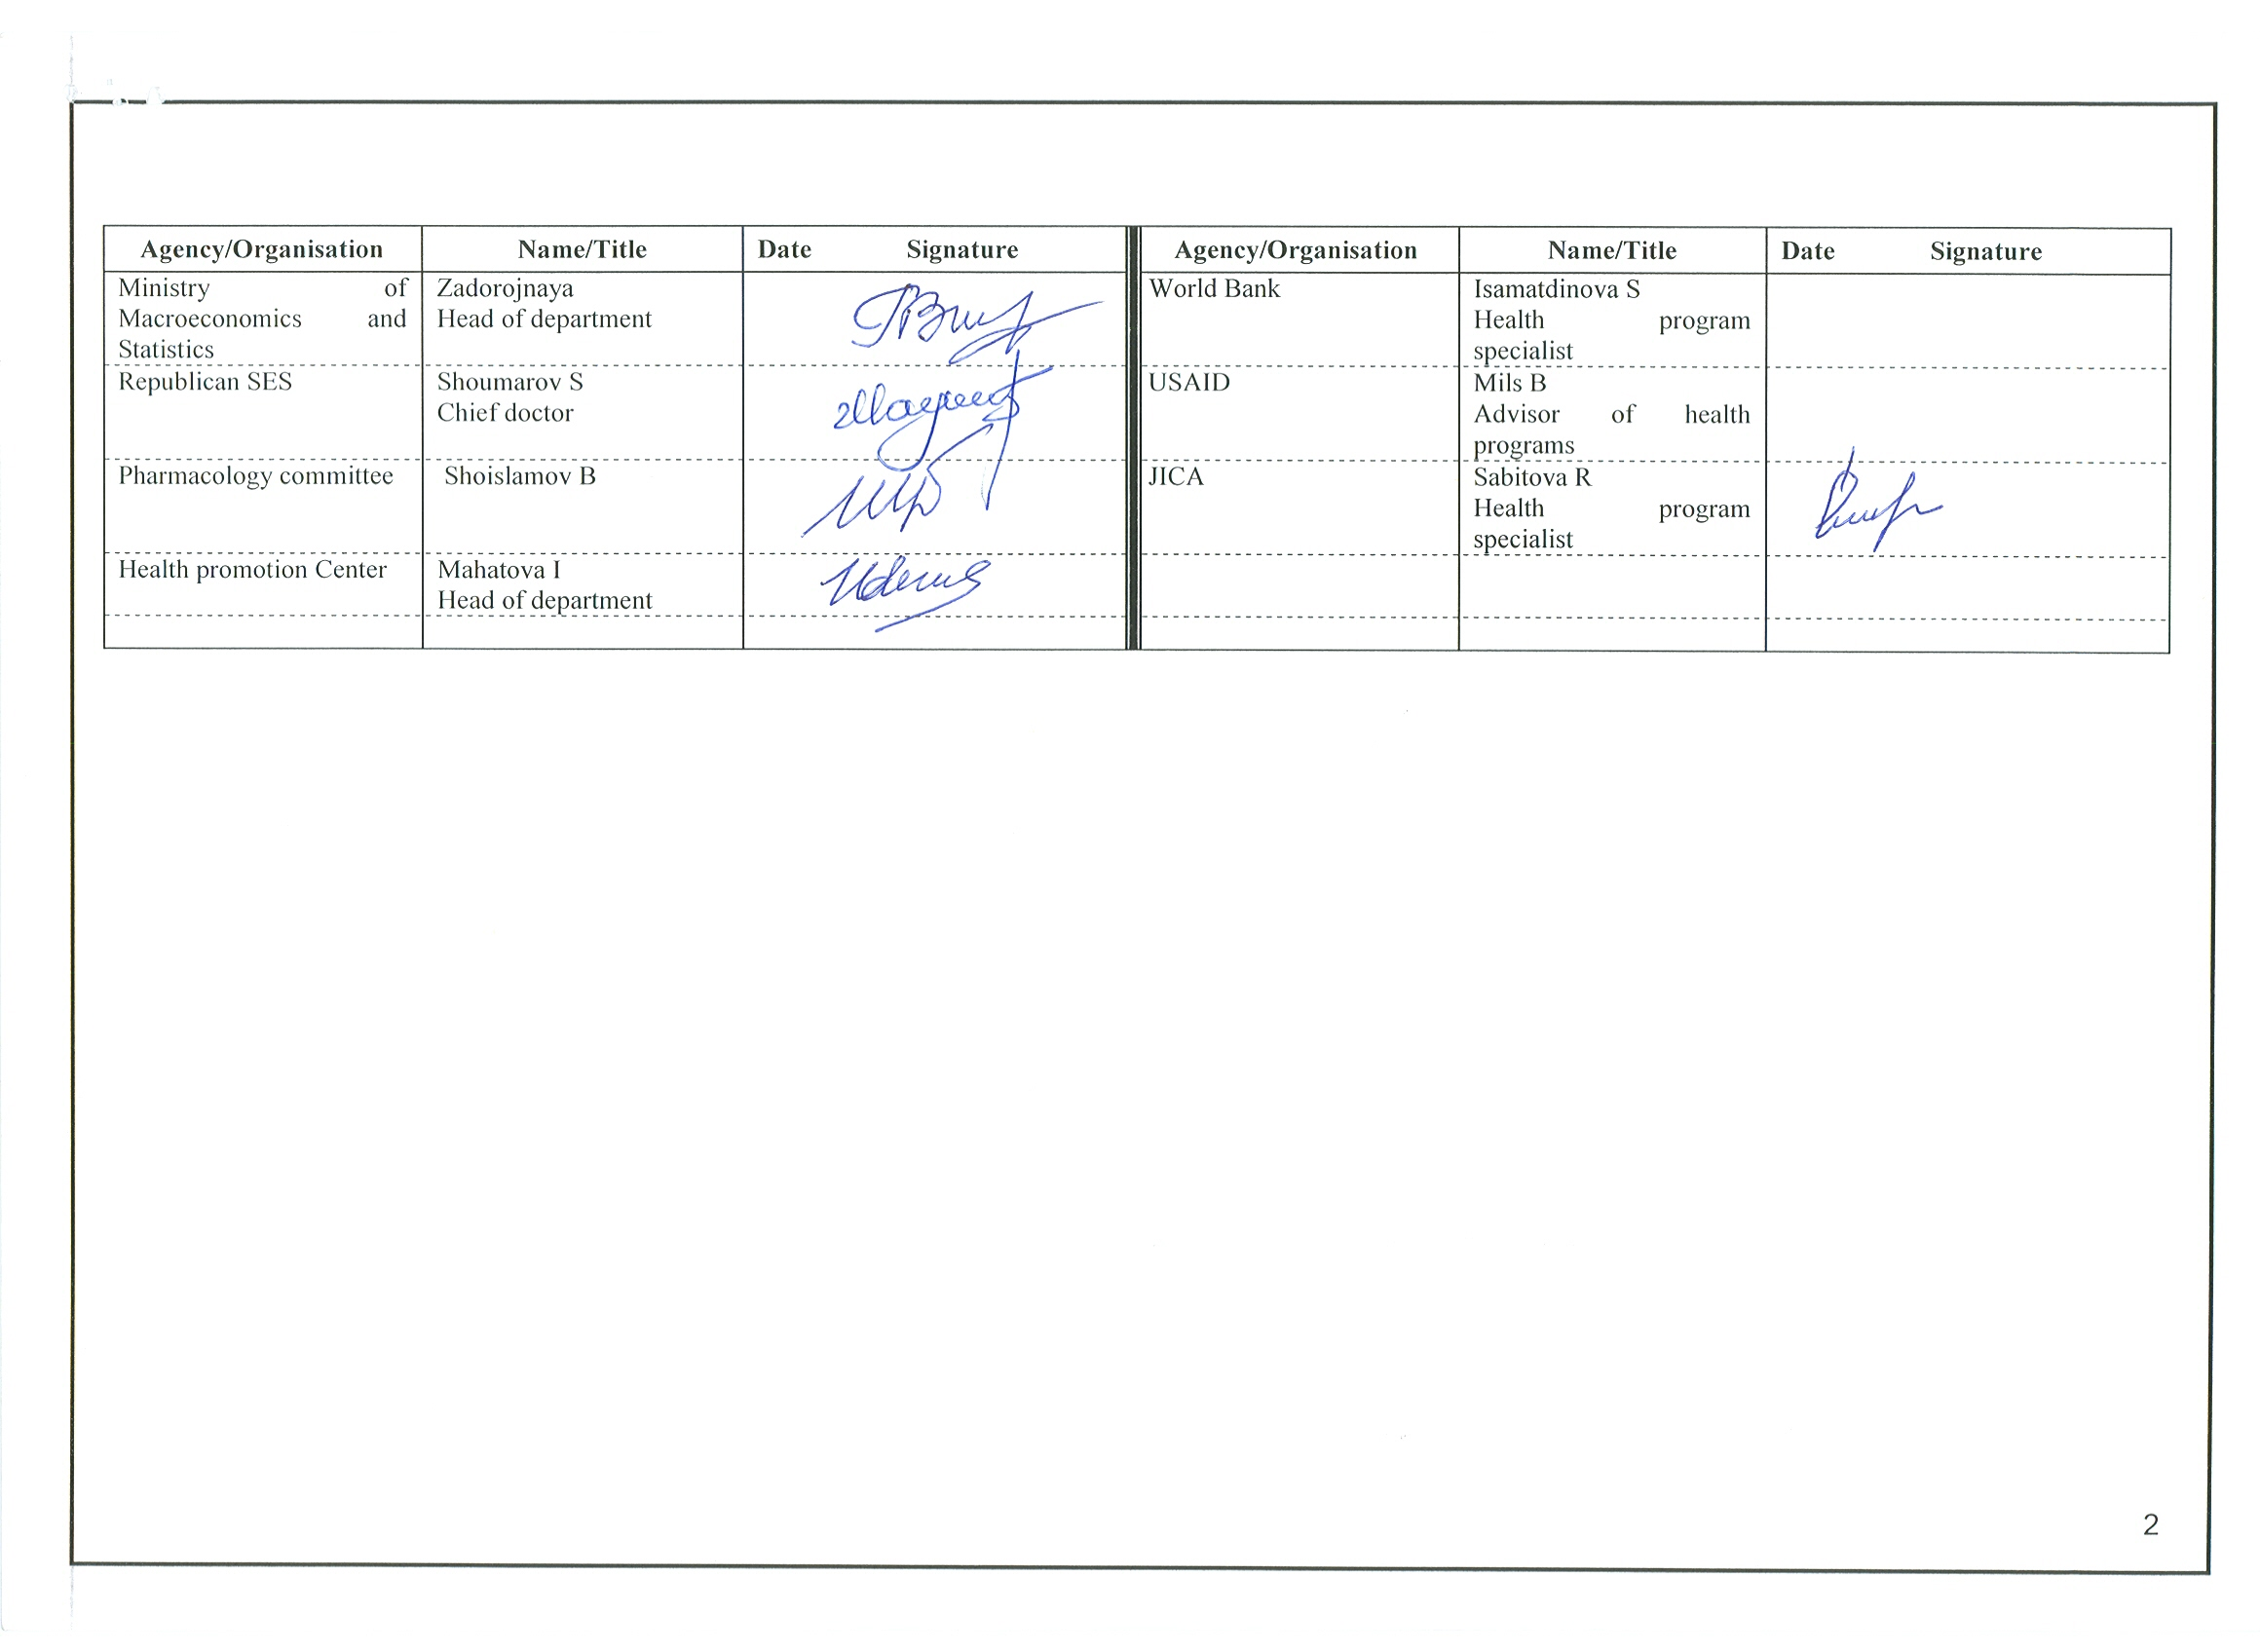 Agency/Organisation Name/Title Date Signature
Ministry of Macroeconomics and Statistics
Zadorojnaya
Head of department
Republican SES
Shoumarov S
Chief doctor
Pharmacology committee
Shoislamov B
Health promotion Center
Mahatova I
Head of department
Agency/Organisation Name/Title Date Signature
World Bank
Isamatdinova S
Health program
specialist
USAID
Mils B
Advisor of health
programs
JICA
Sabitova R
Health program
specialist
2